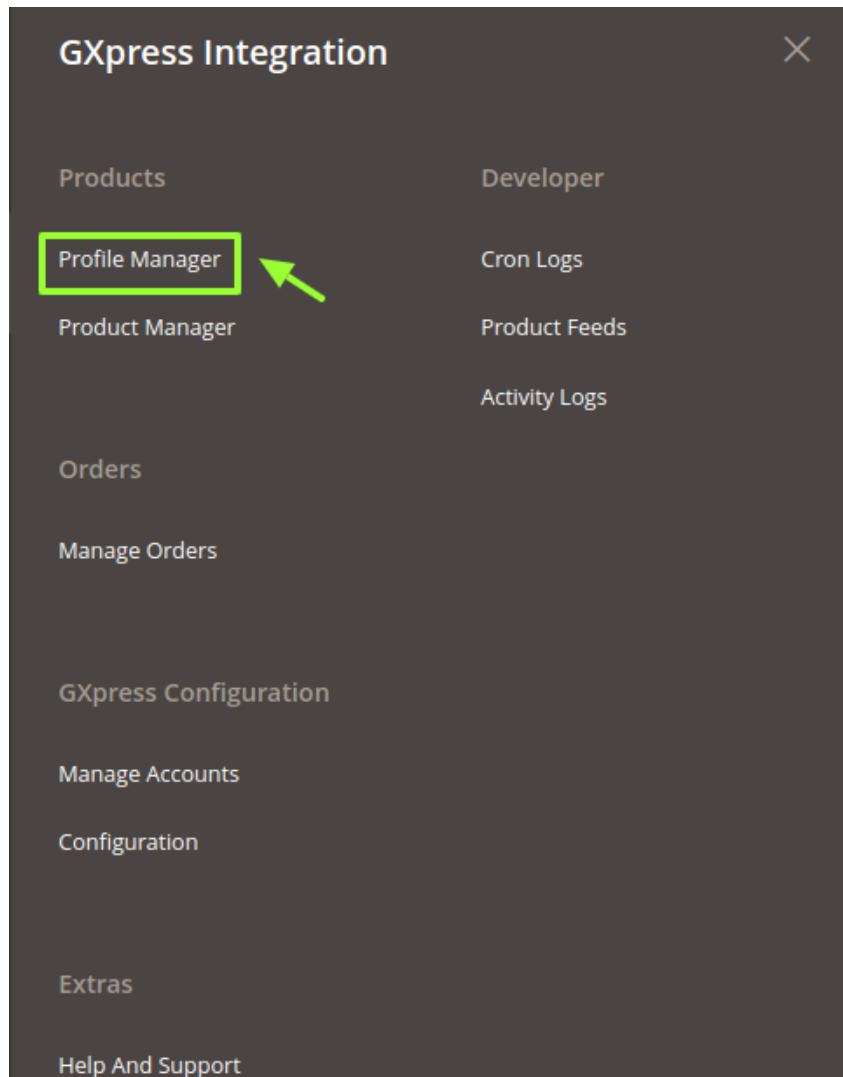 GXpress Integration
Products
Profile Manager
Product Manager
Orders
Manage Orders
GXpress Configuration
Manage Accounts
Configuration
Extras
Help And Support
Developer
Cron Logs
Product Feeds
Activity Logs